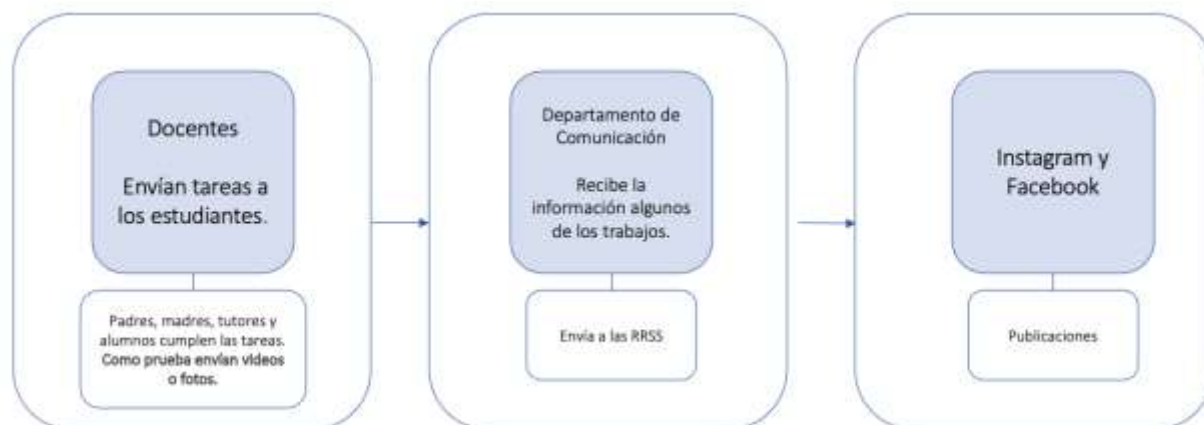 Docentes
Envían tareas a
los estudiantes.
Padres, madres, tutores y
alumnos cumplen las tareas.
Como prueba envían videos
o fotos.
Departamento de
Comunicación
Recibe la
información algunos
de los trabajos.
Envía a las RRSS
Instagram y
Facebook
Publicaciones